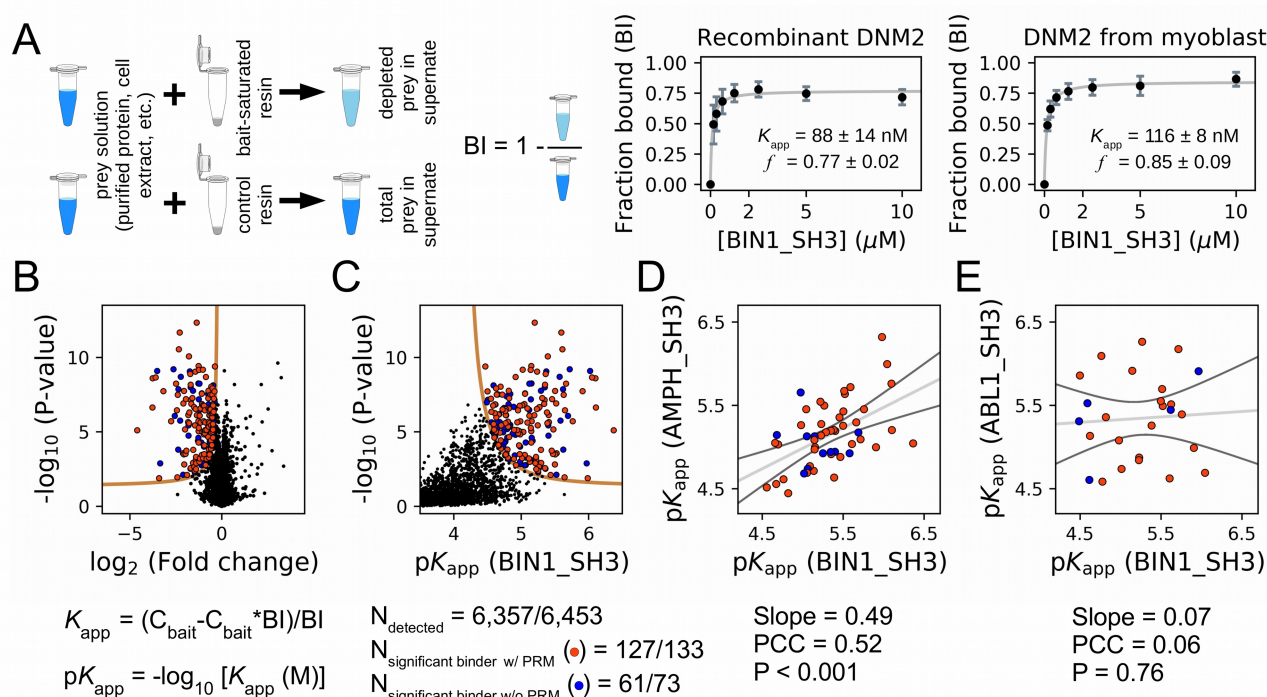 A
prey solution
(purified protein, cell
extract, etc.)
+
+
bait-saturated
resin
control
resin
depleted
prey in
supernate
total
prey in
supernate
BI = 1 -
Recombinant DNM2
Fraction bound (BI)
1.00
0.75
0.50
0.25
0.00
Kapp = 88 ± 14 nM
f = 0.77 ± 0.02
0 2 5 10
[BIN1_SH3] (μM)
DNM2 from myoblast
Fraction bound (BI)
1.00
0.75
0.50
0.25
0.00
Kapp = 116 ± 8 nM
f = 0.85 ± 0.09
0 2 5 10
[BIN1_SH3] (μM)
B
-log10 (P-value)
10
5
0
−5 0
log2 (Fold change)
Kapp = (Cbait-Cbait*BI)/BI
pKapp = -log10 [Kapp (M)]
C
-log10 (P-value)
10
5
0
4 5 6
pKapp (BIN1_SH3)
Ndetected = 6,357/6,453
Nsignificant binder w/ PRM (●) = 127/133
Nsignificant binder w/o PRM (●) = 61/73
D
pKapp (AMPH_SH3)
6.5
5.5
4.5
4.5 5.5 6.5
pKapp (BIN1_SH3)
Slope = 0.49
PCC = 0.52
P < 0.001
E
pKapp (ABL1_SH3)
6.5
5.5
4.5
4.5 5.5 6.5
pKapp (BIN1_SH3)
Slope = 0.07
PCC = 0.06
P = 0.76